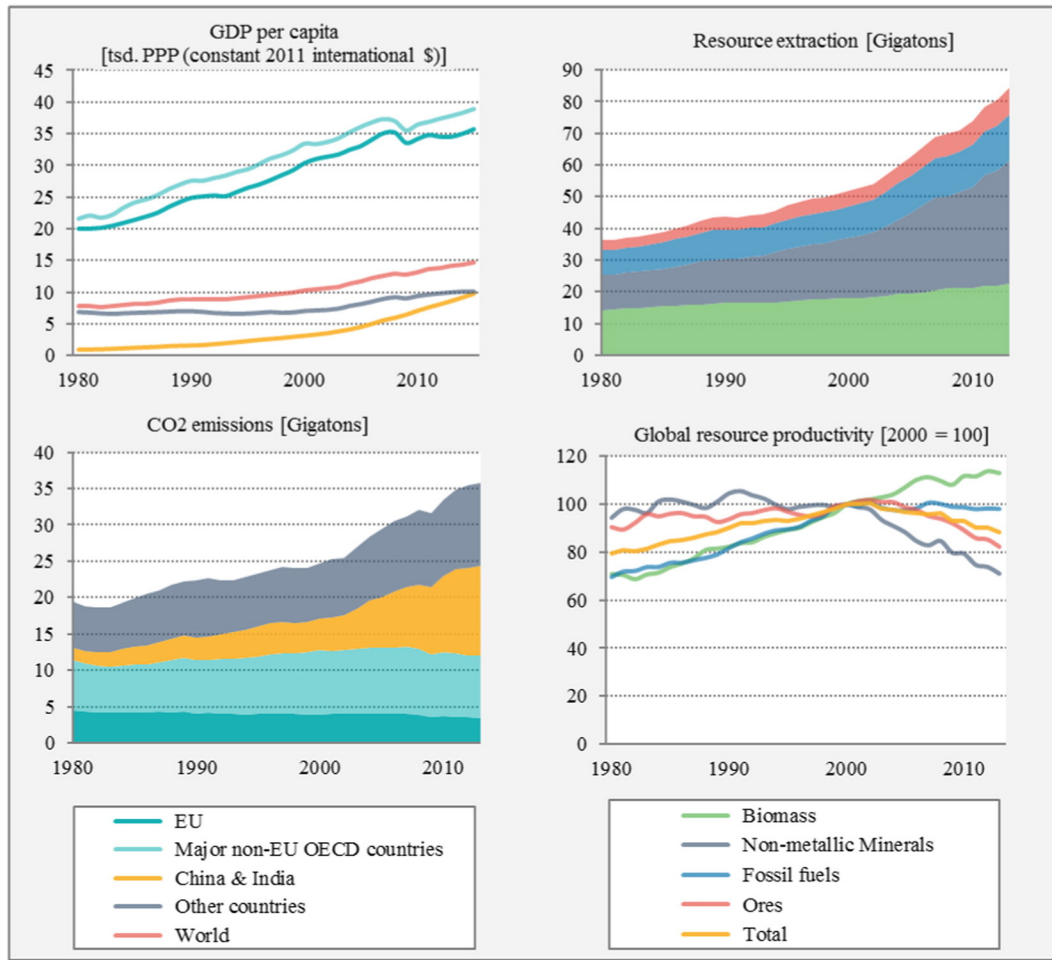 GDP per capita
[tsd. PPP (constant 2011 international $)]
45
40
35
30
25
20
15
10
5
0
1980 1990 2000 2010
Resource extraction [Gigatons]
90
80
70
60
50
40
30
20
10
0
1980 1990 2000 2010
CO2 emissions [Gigatons]
40
35
30
25
20
15
10
5
0
1980 1990 2000 2010
Global resource productivity [2000 = 100]
120
100
80
60
40
20
0
1980 1990 2000 2010
EU
Major non-EU OECD countries
China & India
Other countries
World
Biomass
Non-metallic Minerals
Fossil fuels
Ores
Total